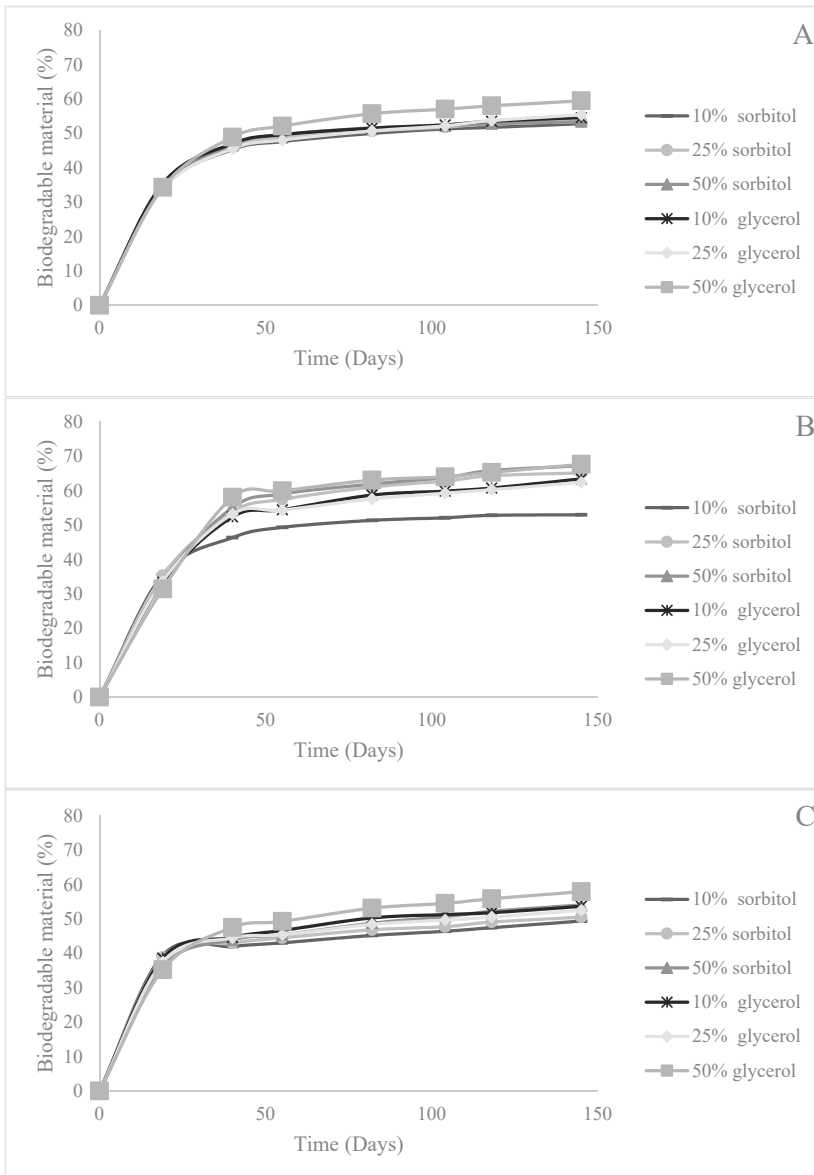 A
80
70
60
50
40
30
20
10
0
Biodegradable material (%)
0 50 100 150
Time (Days)
10%  sorbitol
25% sorbitol
50% sorbitol
10%  glycerol
25%  glycerol
50% glycerol
B
80
70
60
50
40
30
20
10
0
Biodegradable material (%)
0 50 100 150
Time (Days)
10%  sorbitol
25% sorbitol
50% sorbitol
10%  glycerol
25%  glycerol
50% glycerol
C
80
70
60
50
40
30
20
10
0
Biodegradable material (%)
0 50 100 150
Time (Days)
10%  sorbitol
25% sorbitol
50% sorbitol
10%  glycerol
25%  glycerol
50% glycerol